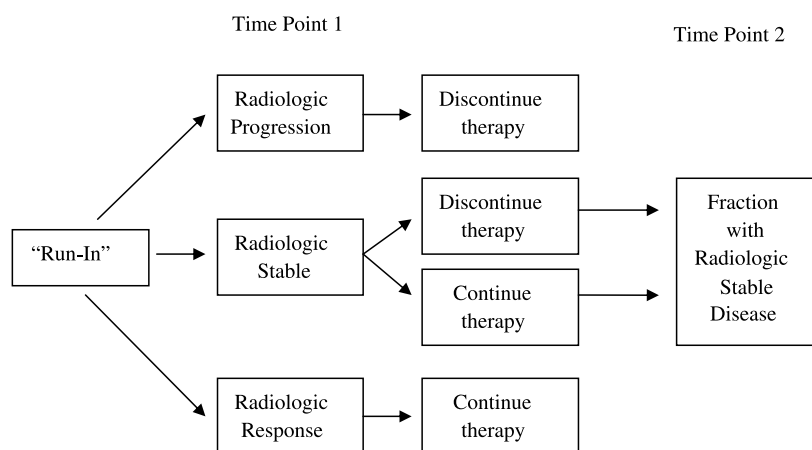 Time Point 1
Time Point 2
Radiologic
Progression
Discontinue
therapy
“Run-In”
Radiologic
Stable
Discontinue
therapy
Continue
therapy
Fraction
with
Radiologic
Stable
Disease
Radiologic
Response
Continue
therapy